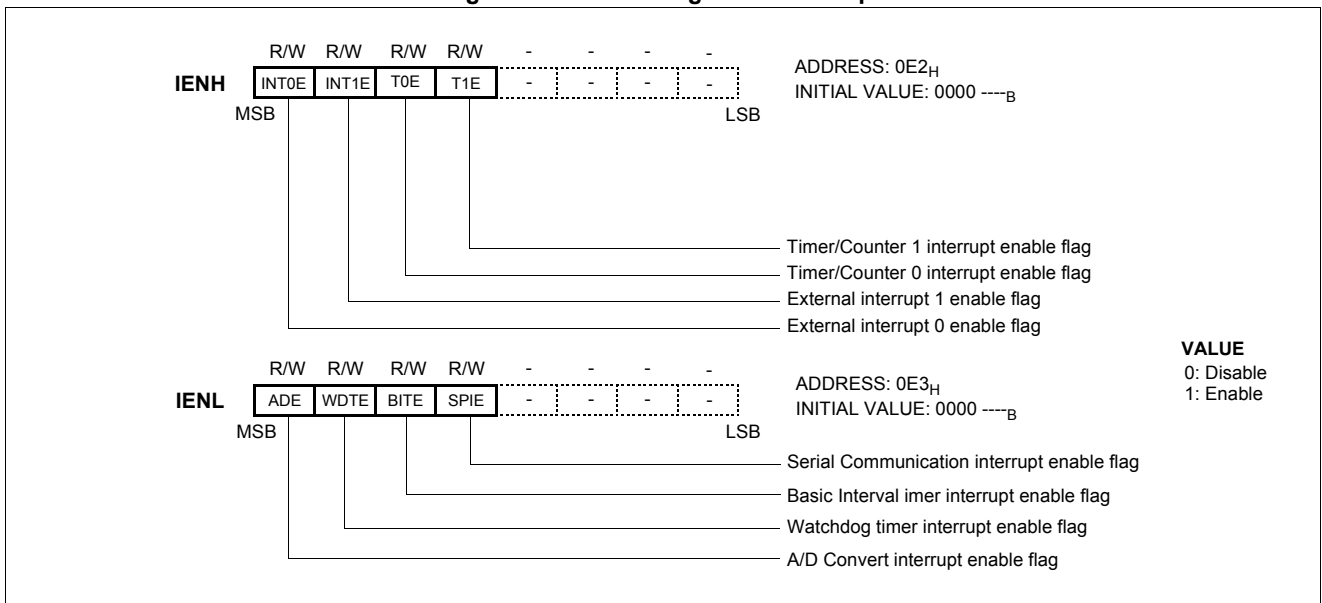 R/W R/W R/W R/W - - - -
IENH INT0E INT1E T0E T1E - - - -
ADDRESS: 0E2H
INITIAL VALUE: 0000 ----B
MSB LSB
Timer/Counter 1 interrupt enable flag
Timer/Counter 0 interrupt enable flag
External interrupt 1 enable flag
External interrupt 0 enable flag
VALUE
0: Disable
1: Enable
R/W R/W R/W R/W - - - -
IENL ADE WDTE BITE SPIE - - - -
ADDRESS: 0E3H
INITIAL VALUE: 0000 ----B
MSB LSB
Serial Communication interrupt enable flag
Basic Interval imer interrupt enable flag
Watchdog timer interrupt enable flag
A/D Convert interrupt enable flag